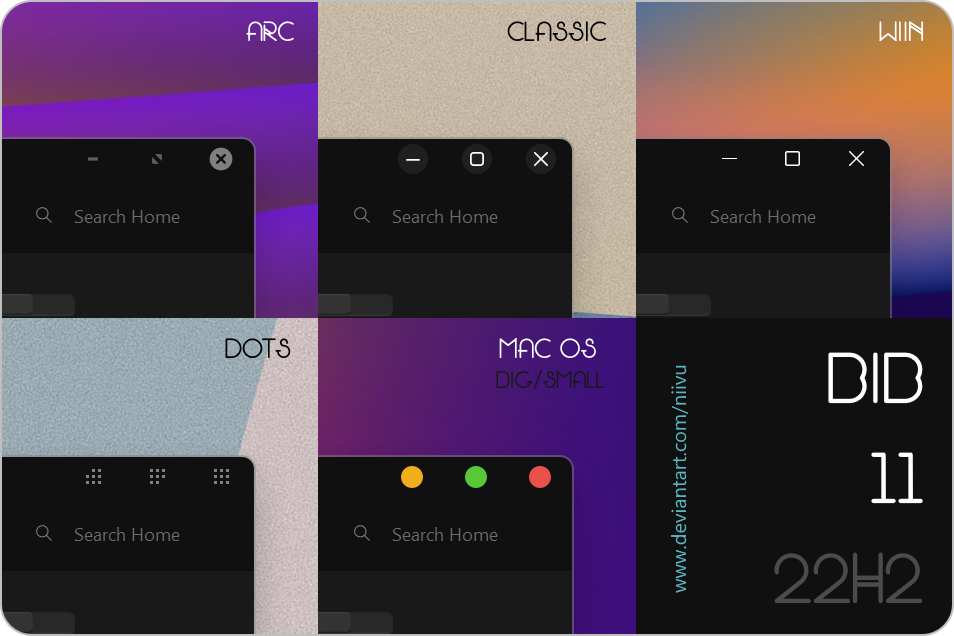 ARC
CLASSIC
WIIN
Search Home
Search Home
Search Home
DOTS
MAC OS
BIG/SMALL
Search Home
Search Home
www.deviantart.com/niivu
BIB
11
22H2